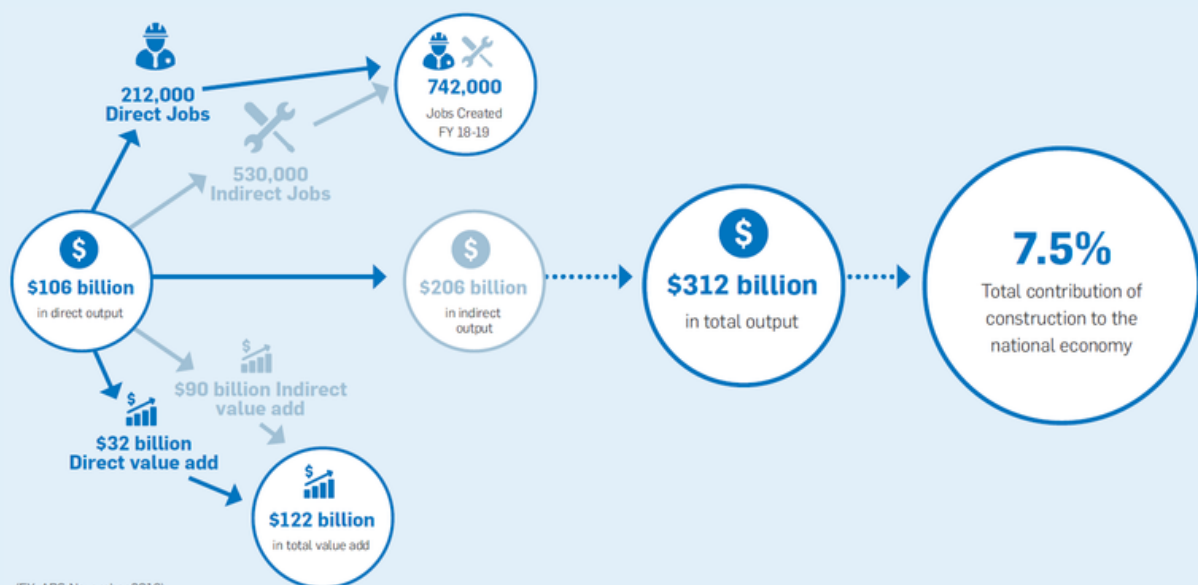 212,000
Direct Jobs
530,000
Indirect Jobs
742,000
Jobs Created
FY 18-19
$
$106 billion
in direct output
$
$206 billion
in indirect
output
$
$312 billion
in total output
7.5%
Total contribution of
construction to the
national economy
$
$90 billion Indirect
value add
$
$32 billion
Direct value add
$
$122 billion
in total value add